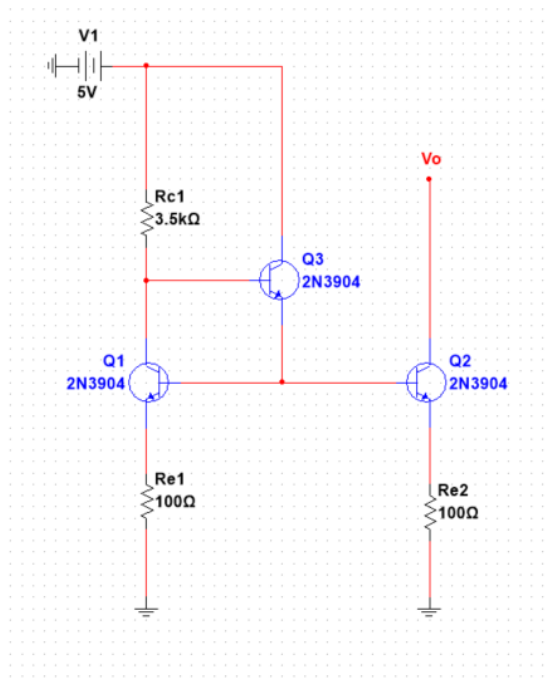 V1
5V
Vo
Rc1
3.5kΩ
Q3
2N3904
Q1
2N3904
Q2
2N3904
Re1
100Ω
Re2
100Ω